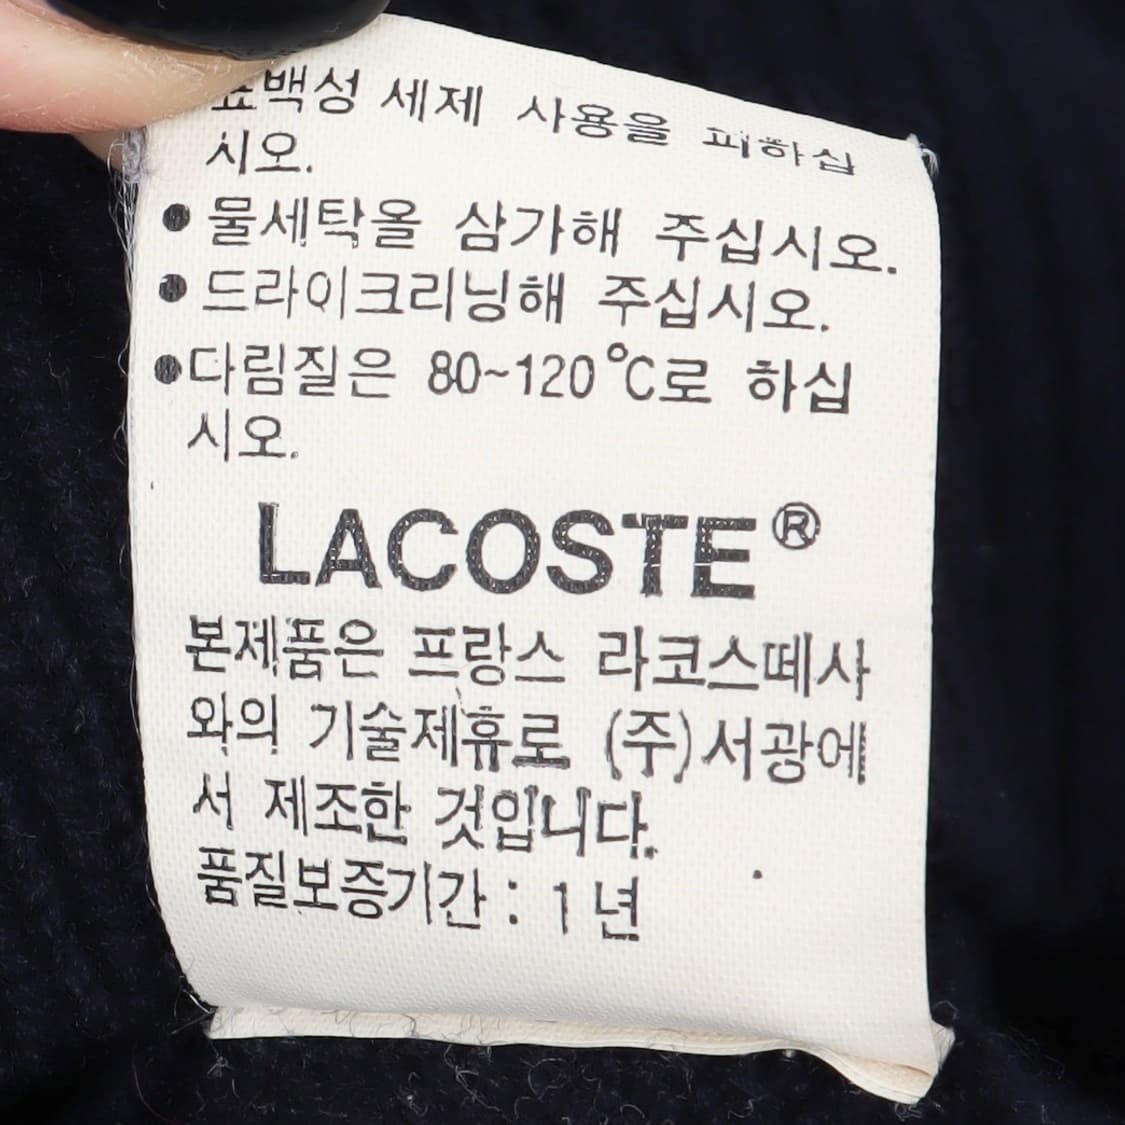 표백성 세제 사용을 피하십
시오.
● 물세탁올 삼가해 주십시오.
● 드라이크리닝해 주십시오.
●다림질은 80~120°C로 하십
시오.
LACOSTE®
본제품은 프랑스 라코스떼사
와의 기술제휴로 (주)서광에
서 제조한 것입니다.
품질보증기간 : 1년